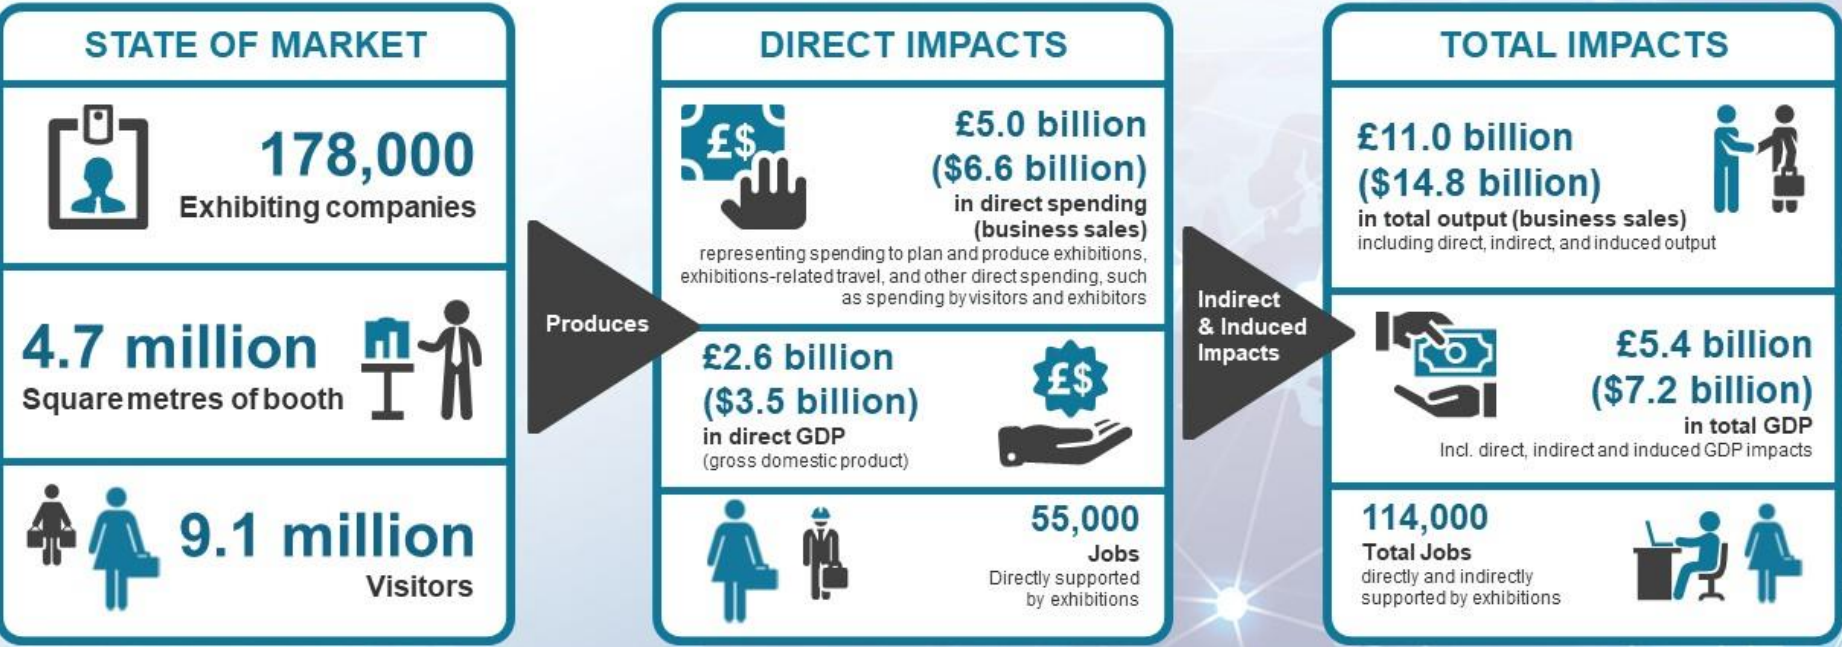 STATE OF MARKET
178,000
Exhibiting companies
4.7 million
Square metres of booth
9.1 million
Visitors
Produces
DIRECT IMPACTS
£$
£5.0 billion
($6.6 billion)
in direct spending
(business sales)
representing spending to plan and produce exhibitions,
exhibitions-related travel, and other direct spending, such
as spending by visitors and exhibitors
£2.6 billion
($3.5 billion)
in direct GDP
(gross domestic product)
£$
55,000
Jobs
Directly supported
by exhibitions
Indirect
& Induced
Impacts
TOTAL IMPACTS
£11.0 billion
($14.8 billion)
in total output (business sales)
including direct, indirect, and induced output
£5.4 billion
($7.2 billion)
in total GDP
Incl. direct, indirect and induced GDP impacts
114,000
Total Jobs
directly and indirectly
supported by exhibitions